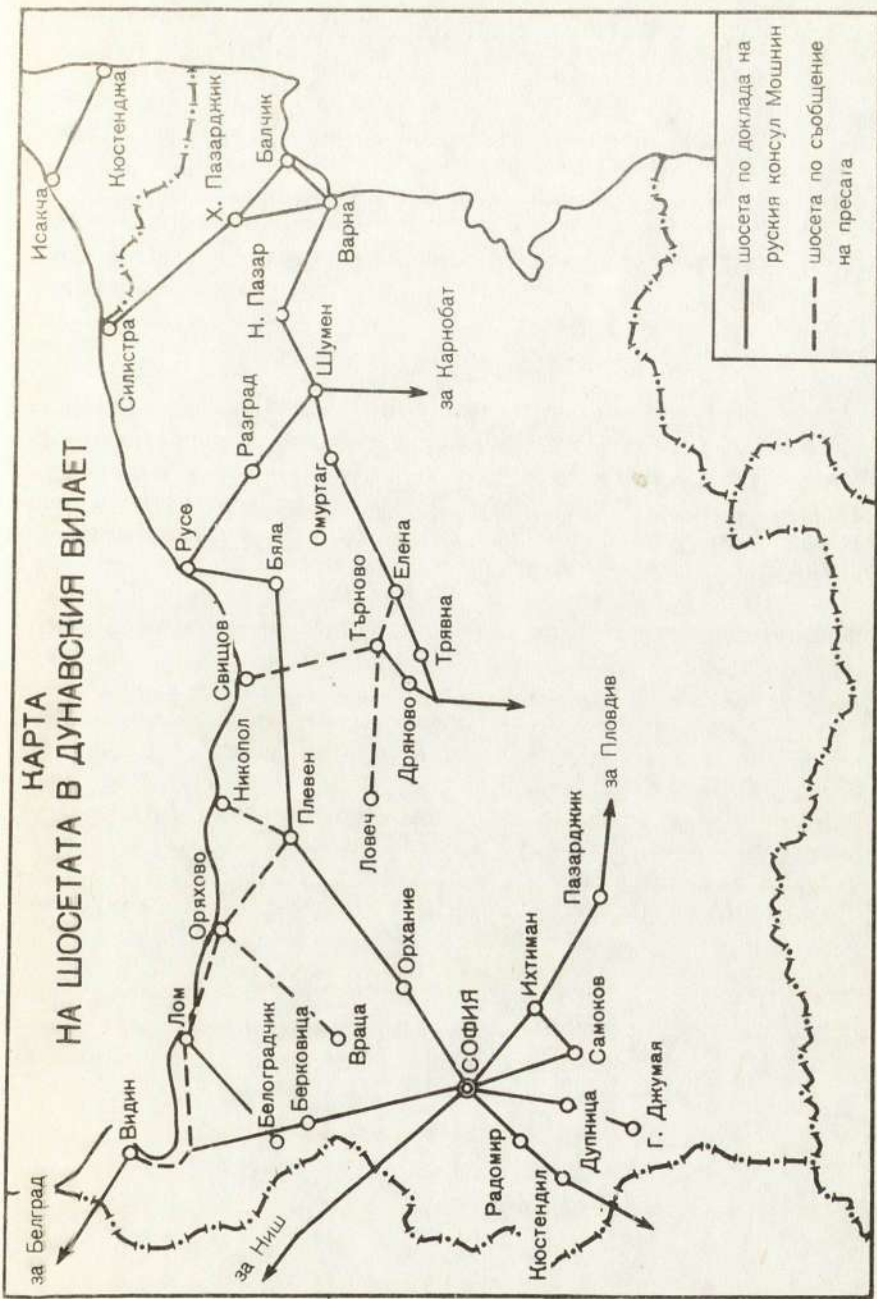 КАРТА
НА ШОСЕТАТА В ДУНАВСКИЯ ВИЛАЕТ
за Белград
Видин
Лом
Оряхово
Никопол
Свищов
Русе
Силистра
Исакча
Кюстенджа
Х. Пазарджик
Балчик
Варна
Н. Пазар
Шумен
за Карнобат
Разград
Омуртаг
Бяла
Елена
Търново
Трявна
Дряново
Плевен
Ловеч
Орхание
Враца
Белоградчик
Берковица
за Ниш
СОФИЯ
Ихтиман
Пазарджик
за Пловдив
Самоков
Радомир
Дупница
Г. Джумая
Кюстендил
шосета по доклада на
руския консул Мошнин
шосета по съобщение
на пресата